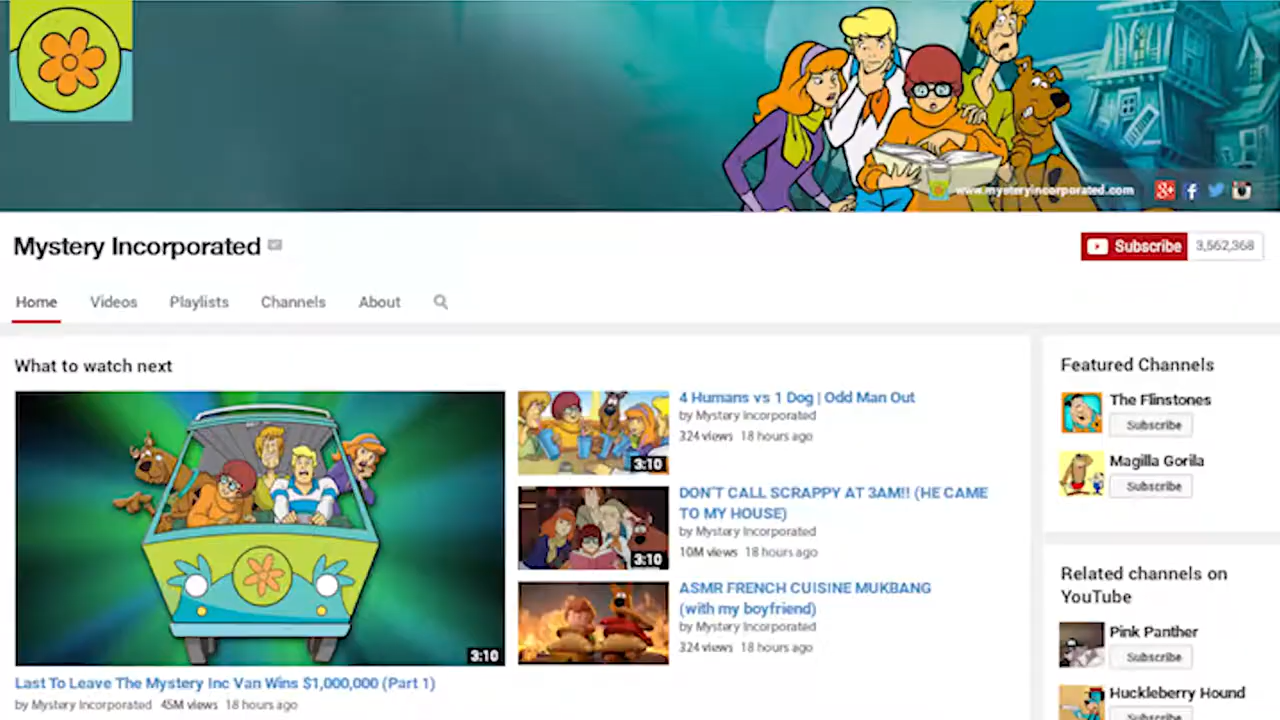 www.mysteryincorporated.com
Mystery Incorporated
Subscribe 3,562,368
Home Videos Playlists Channels About
What to watch next
3:10
Last To Leave The Mystery Inc Van Wins $1,000,000 (Part 1)
by Mystery Incorporated 45M views 18 hours ago
3:10
4 Humans vs 1 Dog | Odd Man Out
by Mystery Incorporated
324 views 18 hours ago
3:10
DON'T CALL SCRAPPY AT 3AM!! (HE CAME
TO MY HOUSE)
by Mystery Incorporated
10M views 18 hours ago
ASMR FRENCH CUISINE MUKBANG
(with my boyfriend)
by Mystery Incorporated
324 views 18 hours ago
Featured Channels
The Flinstones
Subscribe
Magilla Gorila
Subscribe
Related channels on
YouTube
Pink Panther
Subscribe
Huckleberry Hound
Subscribe